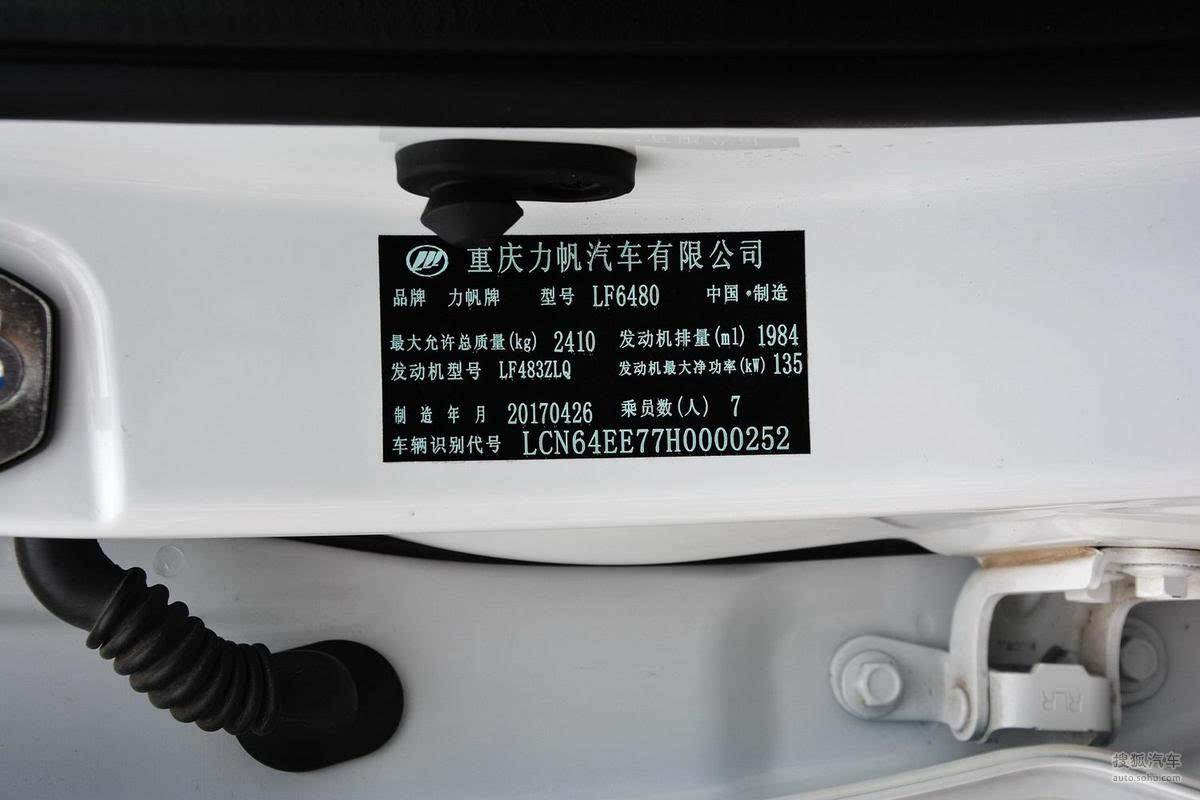 重庆力帆汽车有限公司
品牌 力帆牌 型号 LF6480 中国·制造
最大允许总质量(kg) 2410 发动机排量(ml) 1984
发动机型号 LF483ZLQ 发动机最大净功率(kW) 135
制造年月 20170426 乘员数(人) 7
车辆识别代号 LCN64EE77H0000252
RLR
搜狐汽车
auto.sohu.com